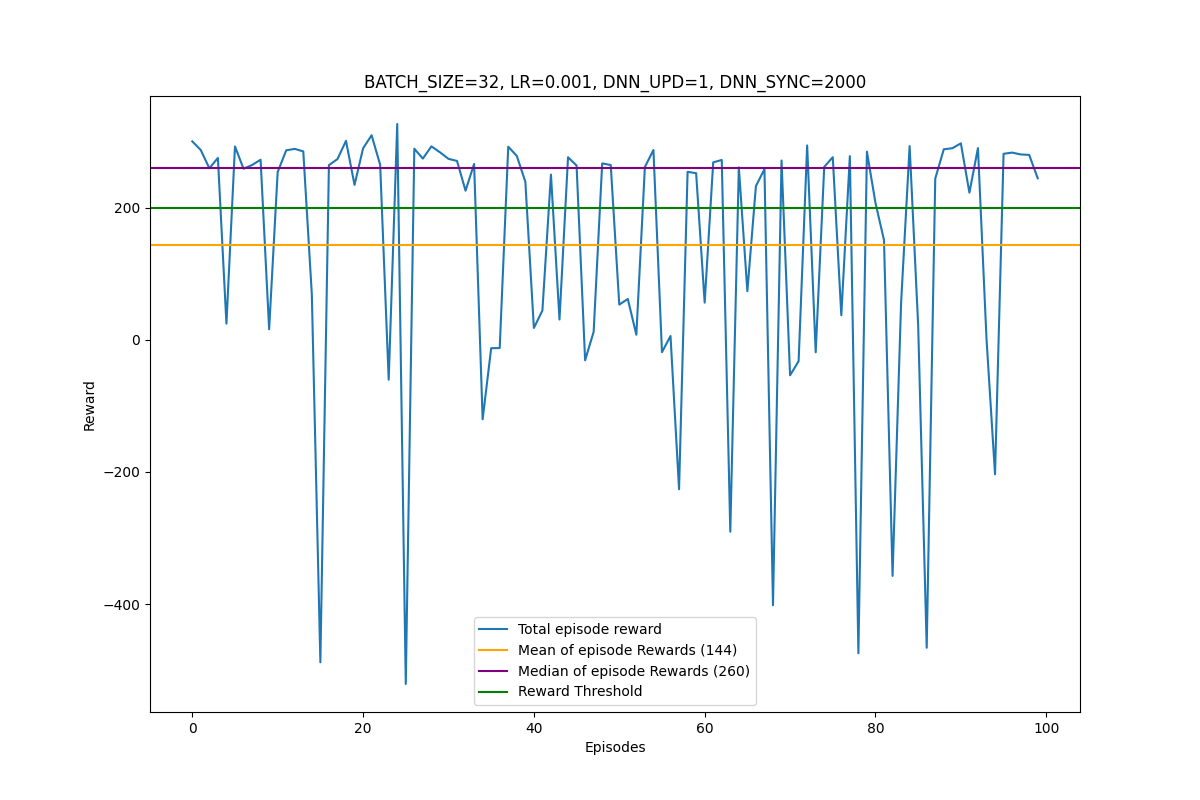 BATCH_SIZE=32, LR=0.001, DNN_UPD=1, DNN_SYNC=2000
200
0
−200
−400
Reward
Total episode reward
Mean of episode Rewards (144)
Median of episode Rewards (260)
Reward Threshold
0 20 40 60 80 100
Episodes